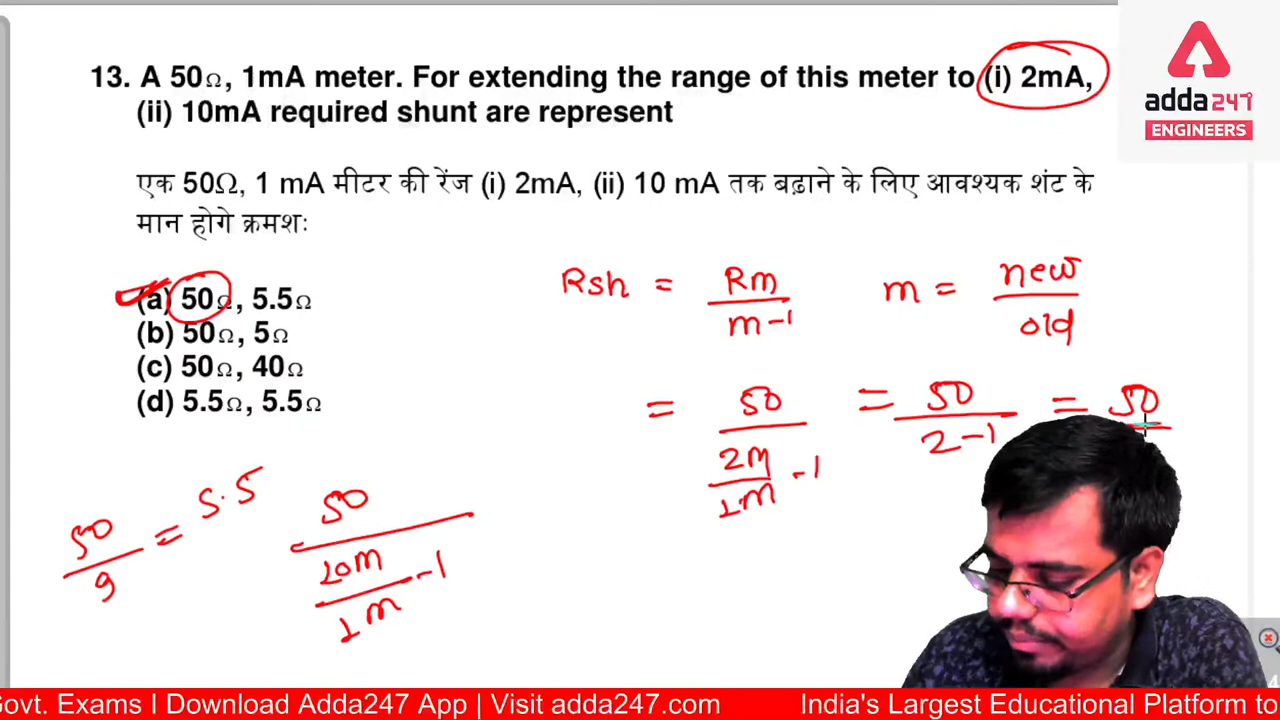 13. A 50Ω, 1mA meter. For extending the range of this meter to (i) 2mA,
(ii) 10mA required shunt are represent
एक 50Ω, 1 mA मीटर की रेंज (i) 2mA, (ii) 10 mA तक बढ़ाने के लिए आवश्यक शंट के
मान होगे क्रमशः
(a) 50Ω, 5.5Ω
(b) 50Ω, 5Ω
(c) 50Ω, 40Ω
(d) 5.5Ω, 5.5Ω
adda247
ENGINEERS
Rsh = Rm / m-1
m = new / old
= 50 / 2m/1m -1 = 50 / 2-1 = 50
50 / 10m/1m -1
50 / 9 = 5.5
Govt. Exams I Download Adda247 App | Visit adda247.com
India's Largest Educational Platform to